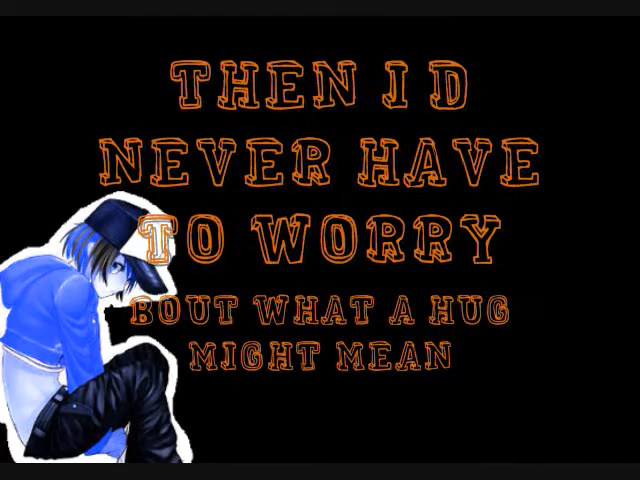 THEN I D
NEVER HAVE
TO WORRY
BOUT WHAT A HUG
MIGHT MEAN